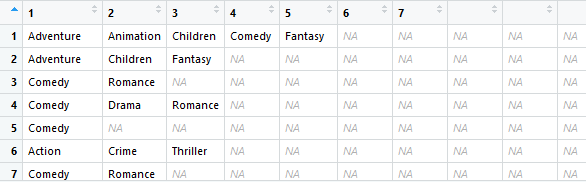 1 2 3 4 5 6 7
1 Adventure Animation Children Comedy Fantasy NA NA NA NA NA
2 Adventure Children Fantasy NA NA NA NA NA NA NA
3 Comedy Romance NA NA NA NA NA NA NA NA
4 Comedy Drama Romance NA NA NA NA NA NA NA
5 Comedy NA NA NA NA NA NA NA NA NA
6 Action Crime Thriller NA NA NA NA NA NA NA
7 Comedy Romance NA NA NA NA NA NA NA NA